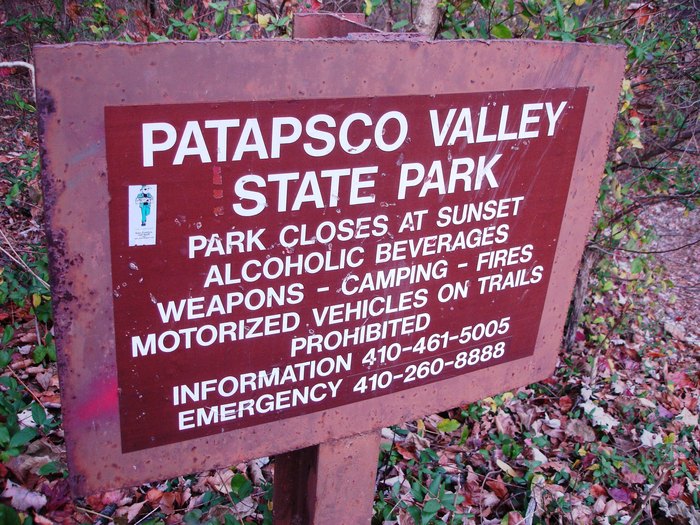 PATAPSCO VALLEY
STATE PARK
PARK CLOSES AT SUNSET
ALCOHOLIC BEVERAGES
WEAPONS - CAMPING - FIRES
MOTORIZED VEHICLES ON TRAILS
PROHIBITED
INFORMATION 410-461-5005
EMERGENCY 410-260-8888